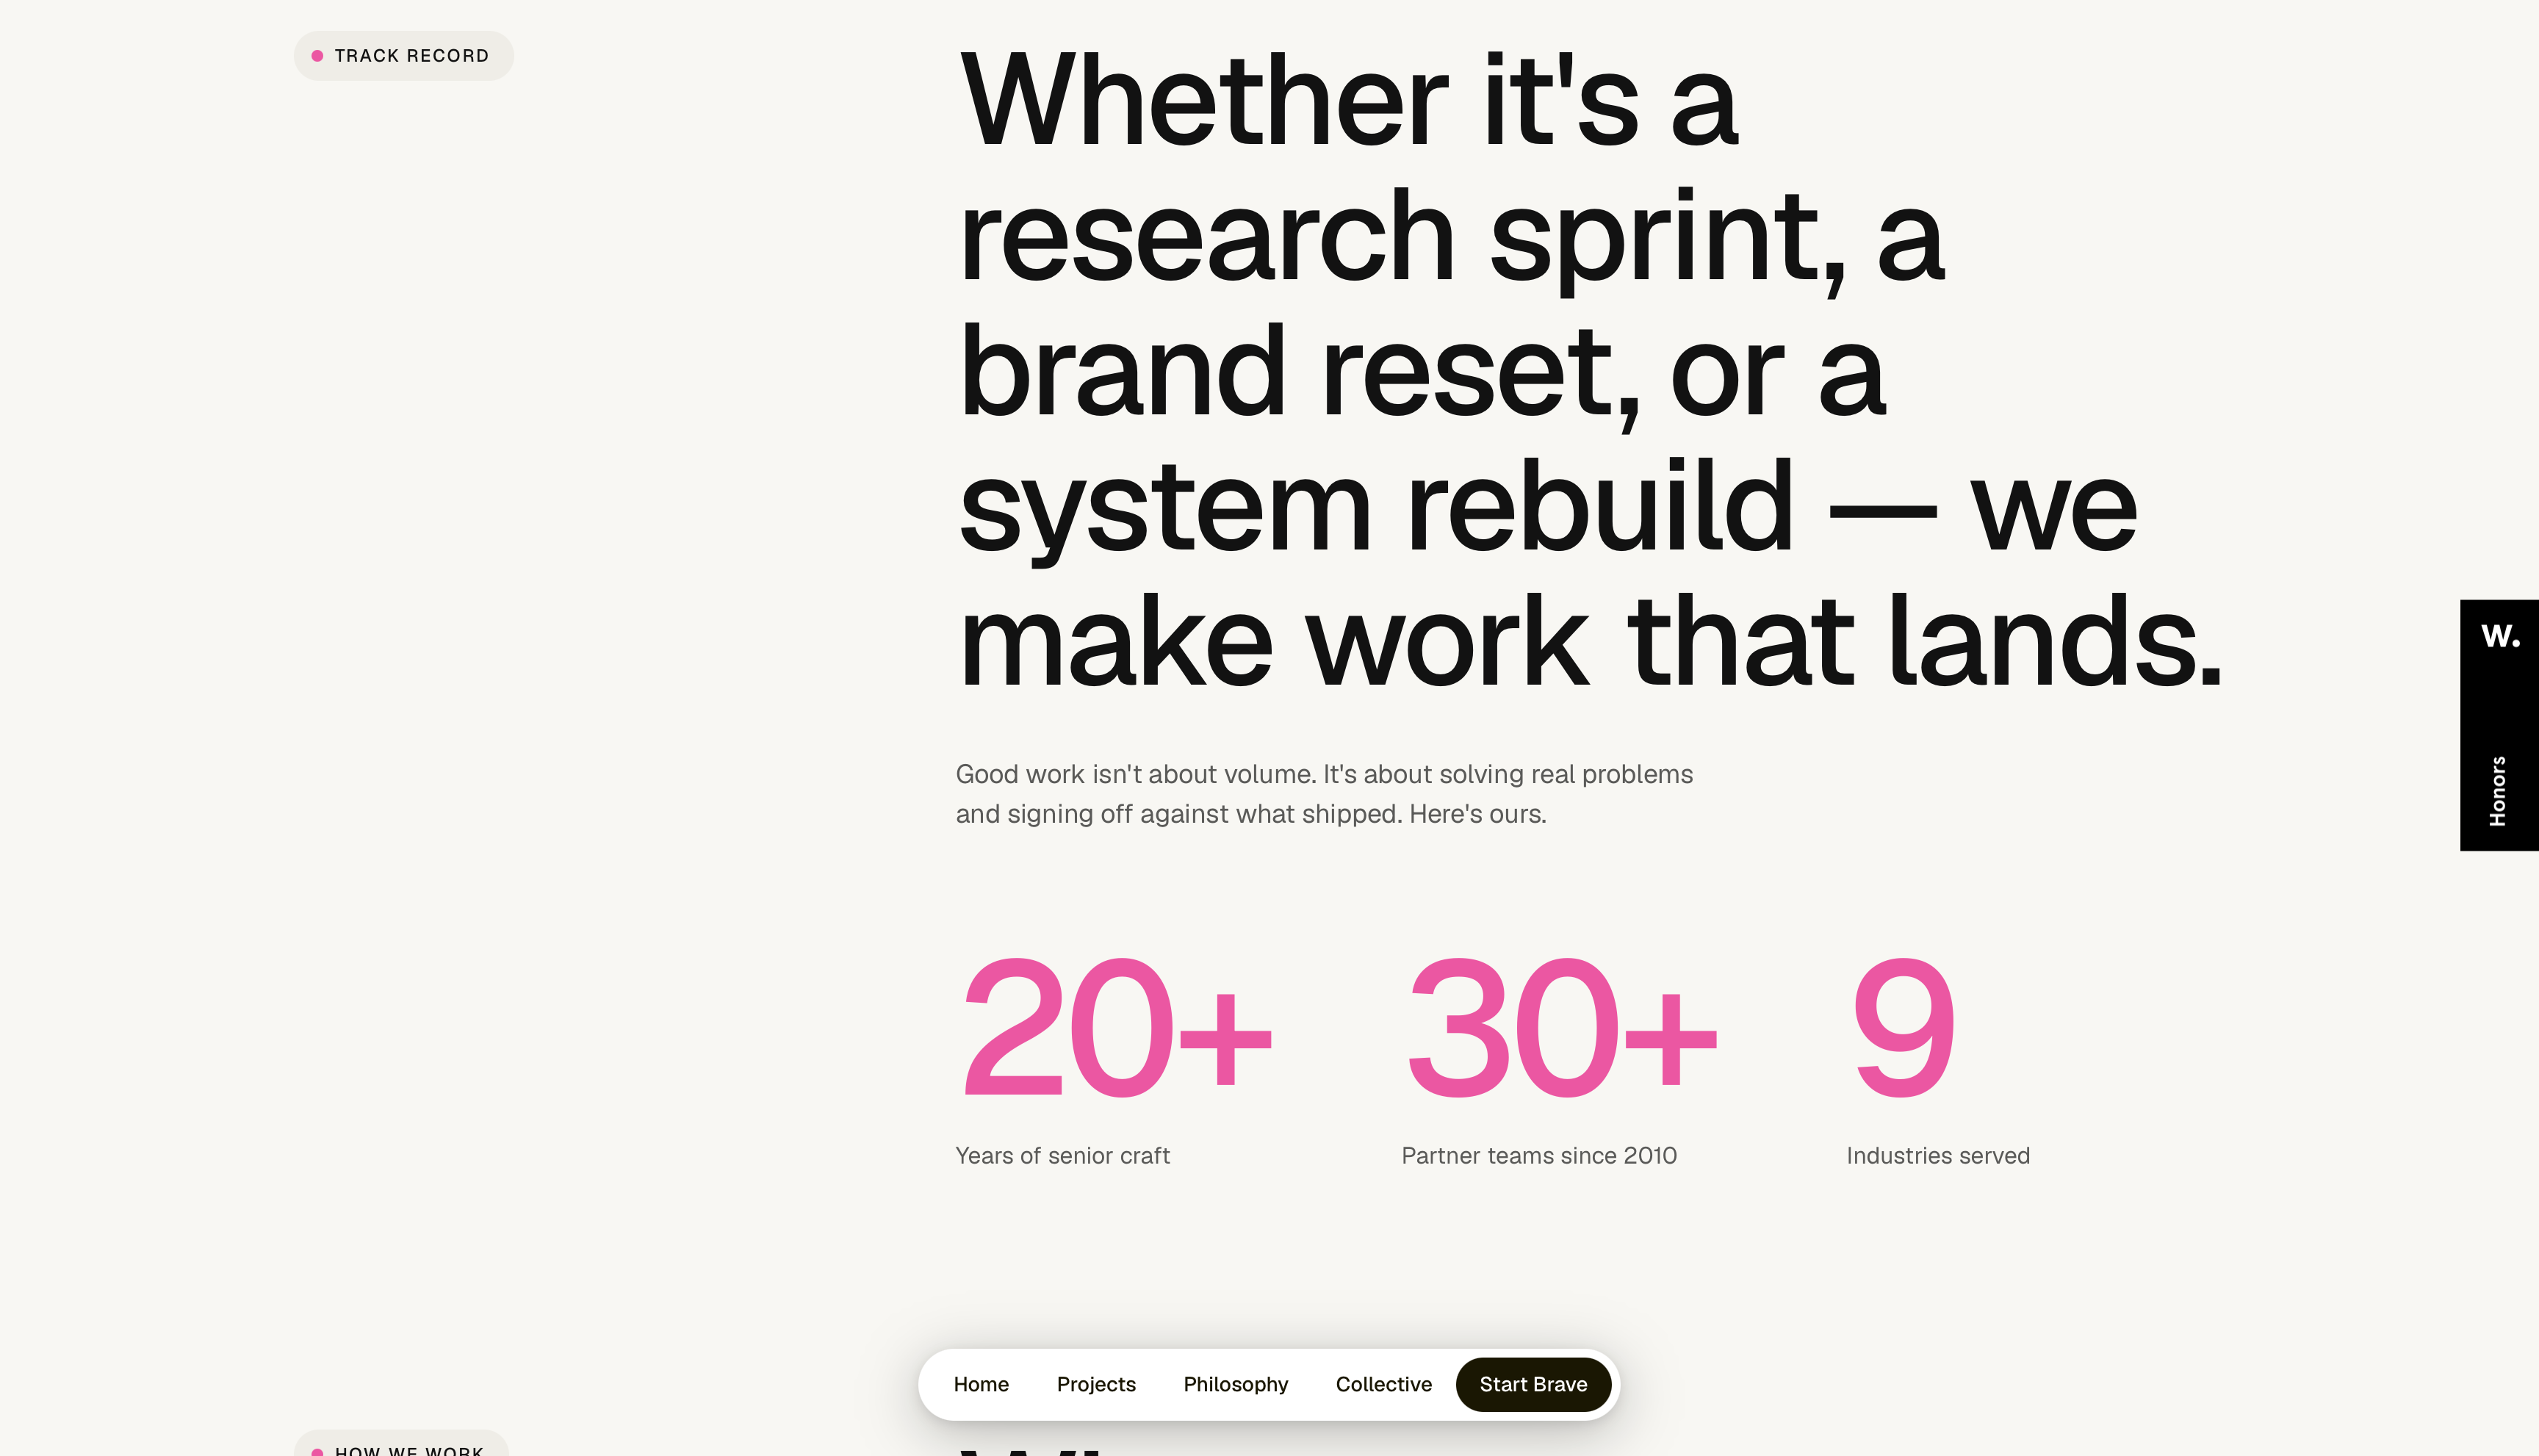 TRACK RECORD
Whether it's a
research sprint, a
brand reset, or a
system rebuild — we
make work that lands.
Good work isn't about volume. It's about solving real problems
and signing off against what shipped. Here's ours.
W.
Honors
20+
30+
9
Years of senior craft
Partner teams since 2010
Industries served
Home
Projects
Philosophy
Collective
Start Brave
HOW WE WORK